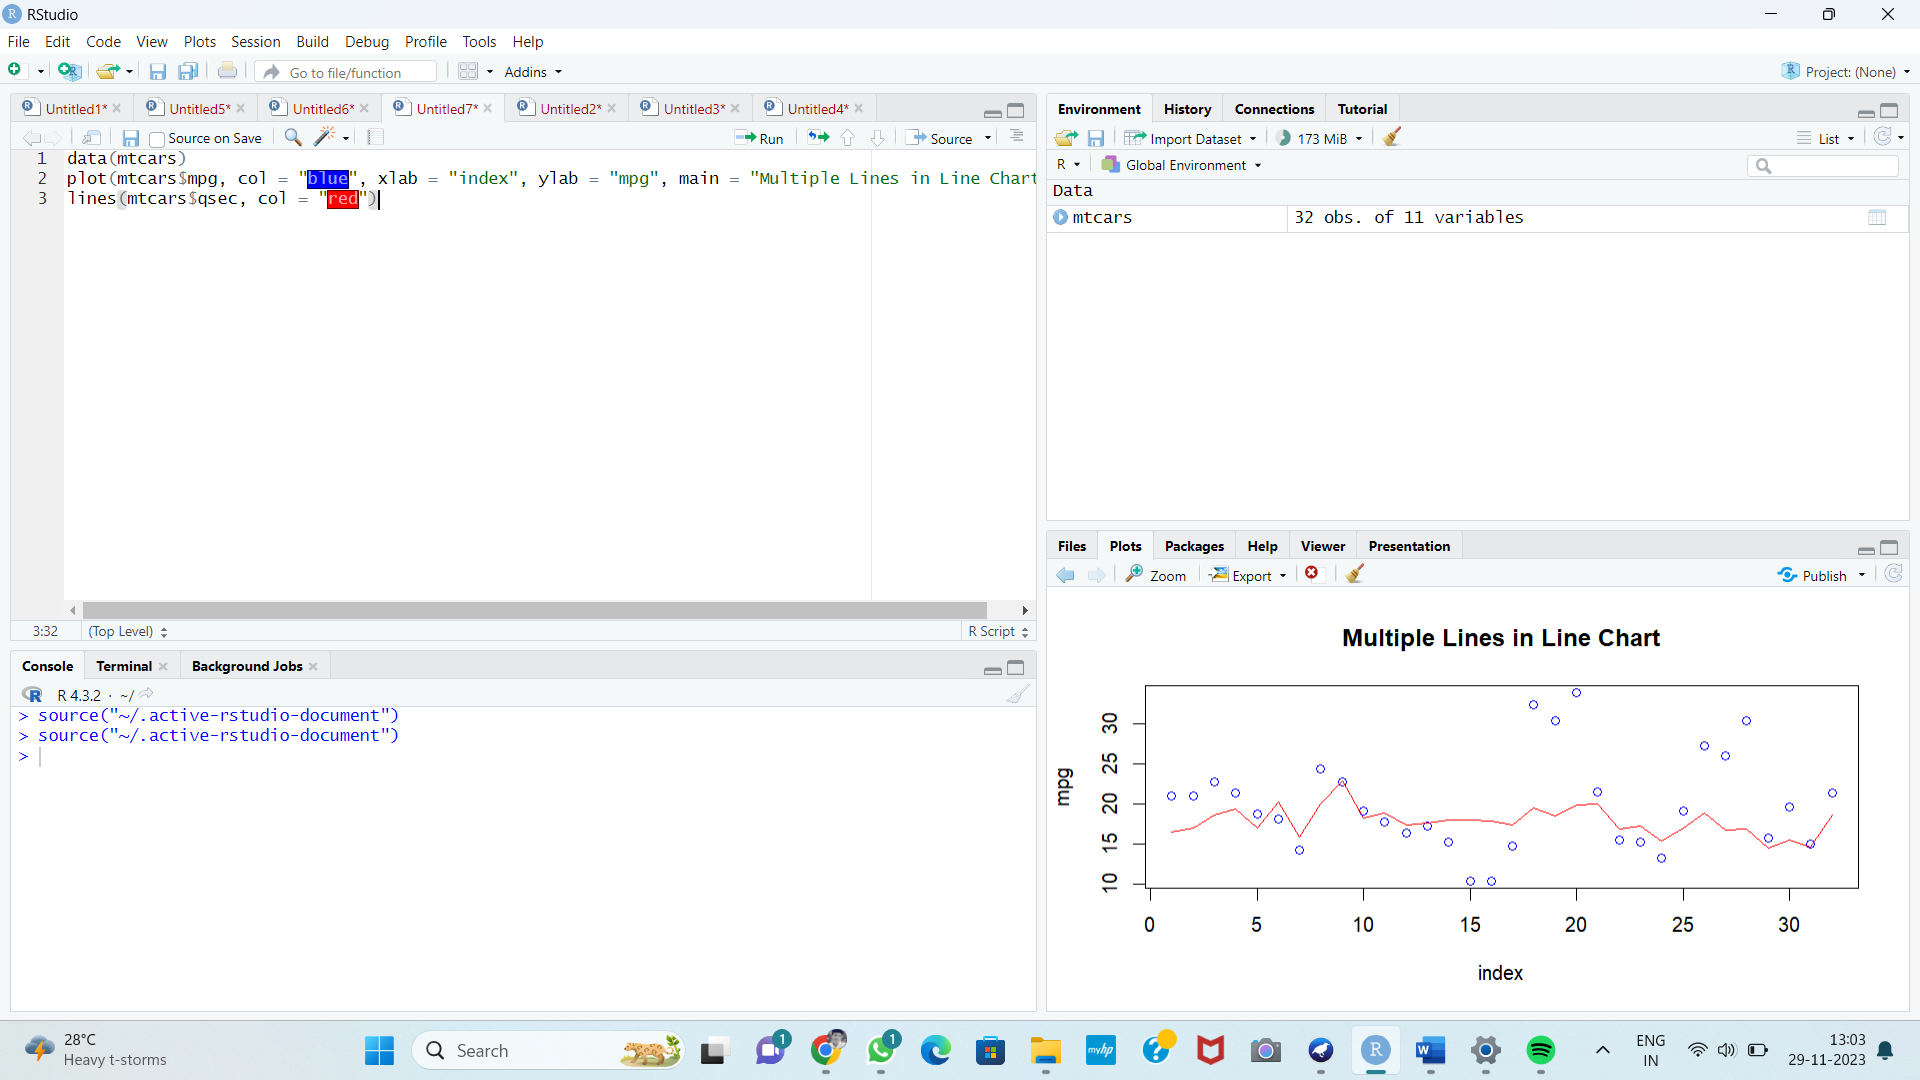 RStudio
File Edit Code View Plots Session Build Debug Profile Tools Help
Go to file/function Addins Project: (None)
Untitled1* Untitled5* Untitled6* Untitled7* Untitled2* Untitled3* Untitled4*
Source on Save Run Source
1 data(mtcars)
2 plot(mtcars$mpg, col = "blue", xlab = "index", ylab = "mpg", main = "Multiple Lines in Line Chart
3 lines(mtcars$qsec, col = "red")
3:32 (Top Level) R Script
Console Terminal Background Jobs
R 4.3.2 · ~/
> source("~/.active-rstudio-document")
> source("~/.active-rstudio-document")
>
Environment History Connections Tutorial
Import Dataset 173 MiB List
R Global Environment
Data
mtcars 32 obs. of 11 variables
Files Plots Packages Help Viewer Presentation
Zoom Export Publish
Multiple Lines in Line Chart
mpg
30
25
20
15
10
0 5 10 15 20 25 30
index
28°C
Heavy t-storms
Search
1
1
myhp
ENG
IN
13:03
29-11-2023